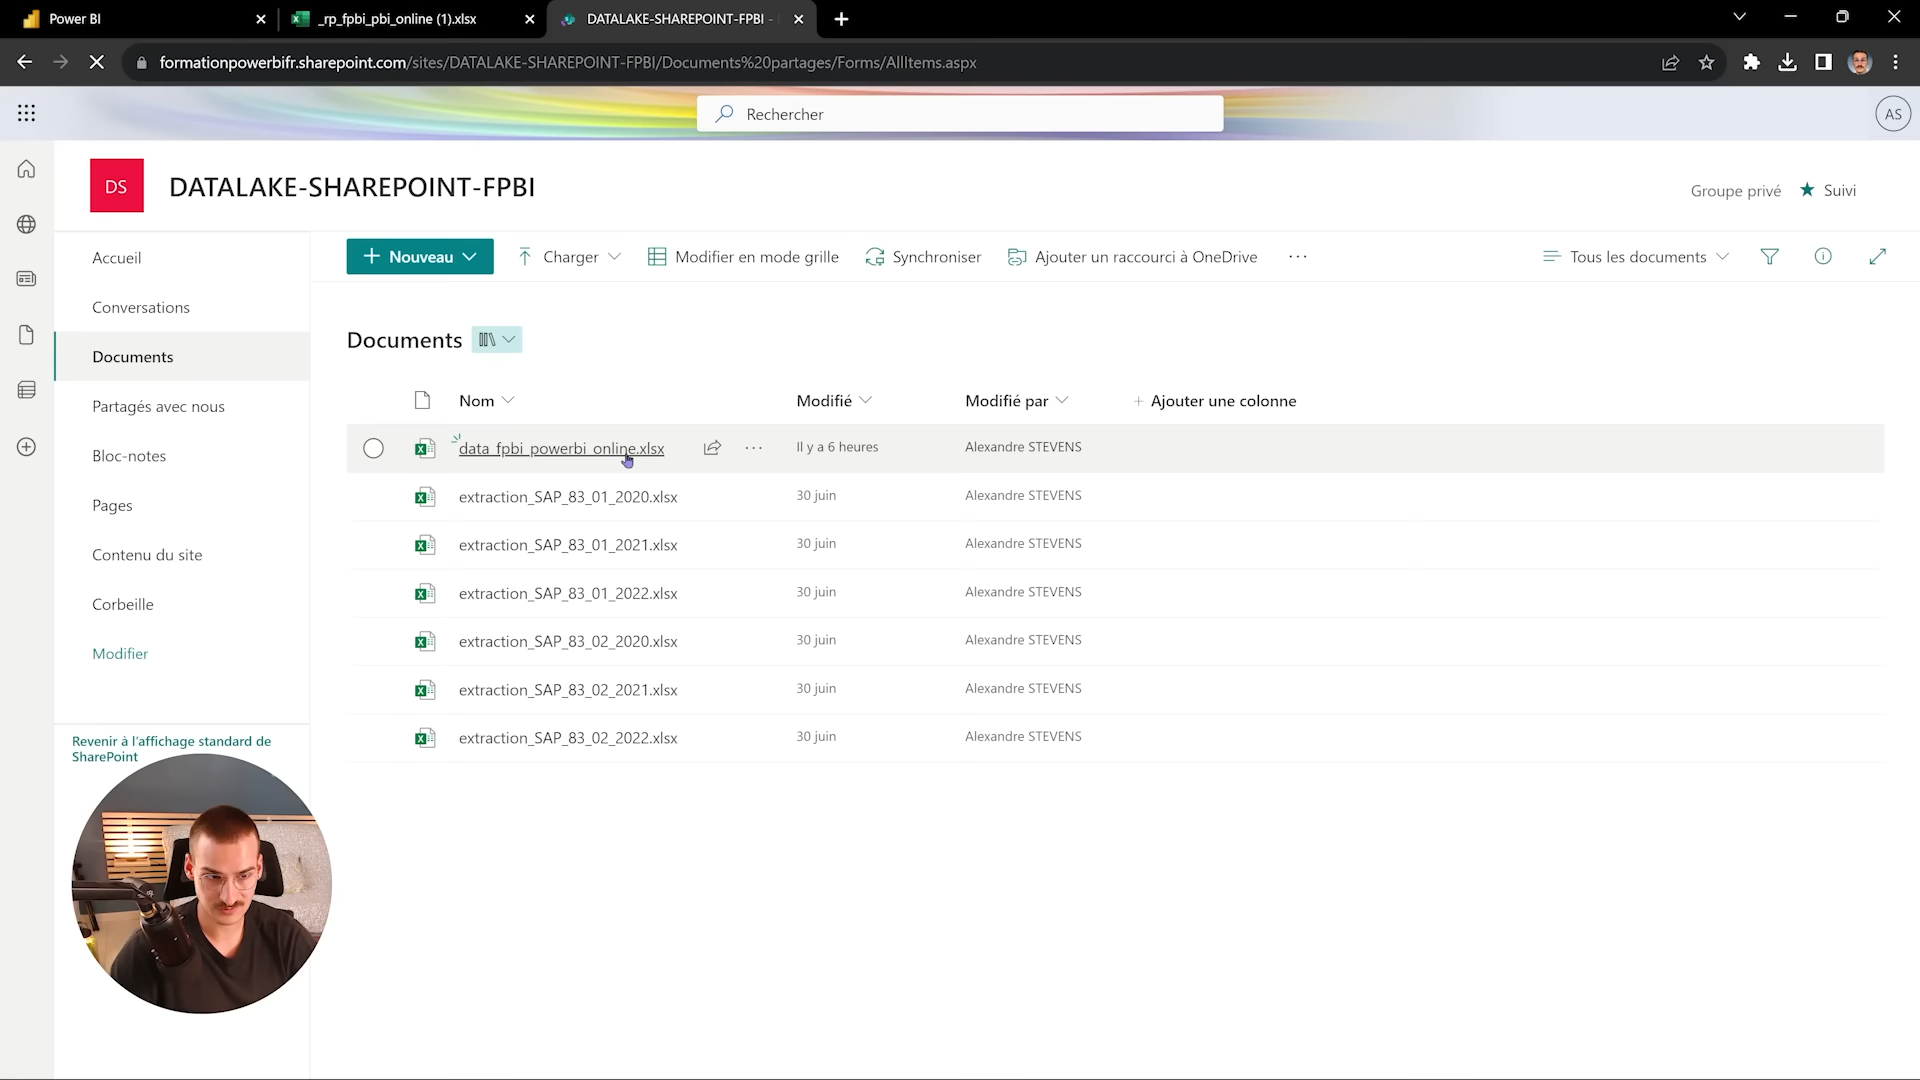 Power BI
_rp_fpbi_pbi_online (1).xlsx
DATALAKE-SHAREPOINT-FPBI -
formationpowerbifr.sharepoint.com/sites/DATALAKE-SHAREPOINT-FPBI/Documents%20partages/Forms/AllItems.aspx
Rechercher
AS
DS
DATALAKE-SHAREPOINT-FPBI
Groupe privé
Suivi
Accueil
Conversations
Documents
Partagés avec nous
Bloc-notes
Pages
Contenu du site
Corbeille
Modifier
Revenir à l'affichage standard de
SharePoint
Nouveau
Charger
Modifier en mode grille
Synchroniser
Ajouter un raccourci à OneDrive
Tous les documents
Documents
Nom
Modifié
Modifié par
+ Ajouter une colonne
data_fpbi_powerbi_online.xlsx
Il y a 6 heures
Alexandre STEVENS
extraction_SAP_83_01_2020.xlsx
30 juin
Alexandre STEVENS
extraction_SAP_83_01_2021.xlsx
30 juin
Alexandre STEVENS
extraction_SAP_83_01_2022.xlsx
30 juin
Alexandre STEVENS
extraction_SAP_83_02_2020.xlsx
30 juin
Alexandre STEVENS
extraction_SAP_83_02_2021.xlsx
30 juin
Alexandre STEVENS
extraction_SAP_83_02_2022.xlsx
30 juin
Alexandre STEVENS